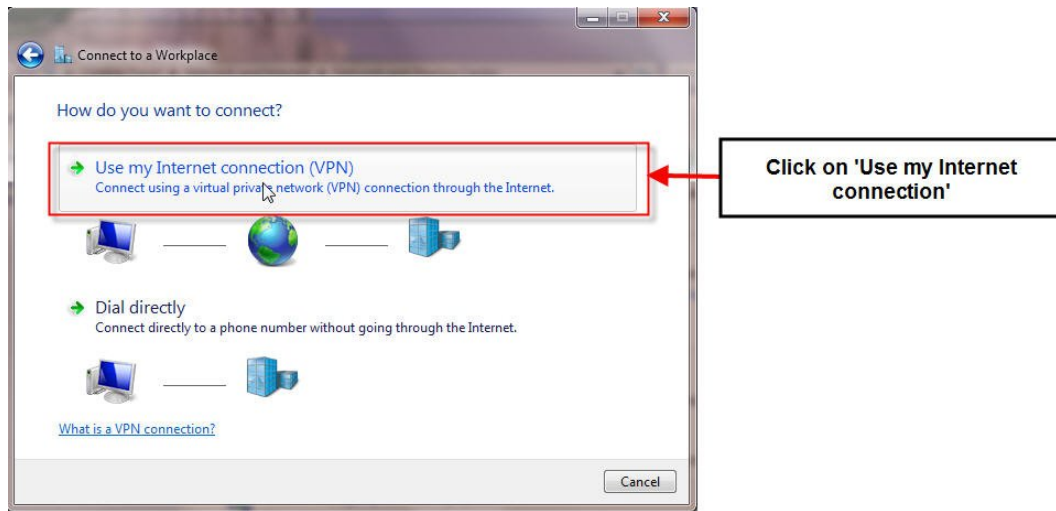 Connect to a Workplace
How do you want to connect?
Use my Internet connection (VPN)
Connect using a virtual private network (VPN) connection through the Internet.
Click on 'Use my Internet
connection'
Dial directly
Connect directly to a phone number without going through the Internet.
What is a VPN connection?
Cancel